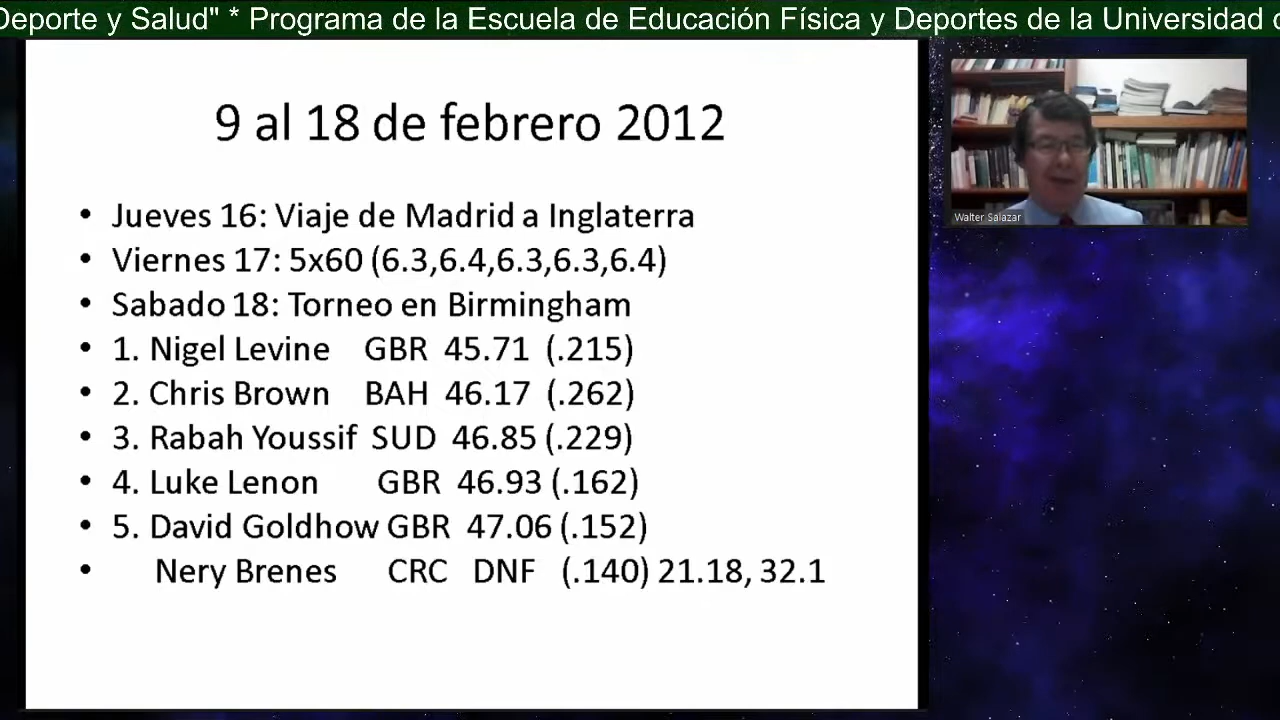 Deporte y Salud" * Programa de la Escuela de Educación Física y Deportes de la Universidad
9 al 18 de febrero 2012
• Jueves 16: Viaje de Madrid a Inglaterra
• Viernes 17: 5x60 (6.3,6.4,6.3,6.3,6.4)
• Sabado 18: Torneo en Birmingham
• 1. Nigel Levine GBR 45.71 (.215)
• 2. Chris Brown BAH 46.17 (.262)
• 3. Rabah Youssif SUD 46.85 (.229)
• 4. Luke Lenon GBR 46.93 (.162)
• 5. David Goldhow GBR 47.06 (.152)
• Nery Brenes CRC DNF (.140) 21.18, 32.1
Walter Salazar